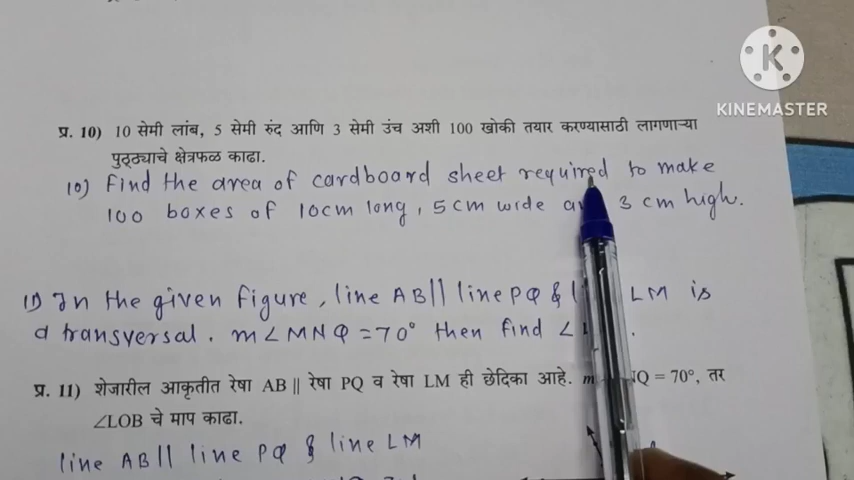 KINEMASTER
प्र. 10) 10 सेमी लांब, 5 सेमी रुंद आणि 3 सेमी उंच अशी 100 खोकी तयार करण्यासाठी लागणाऱ्या
पुठ्ठ्याचे क्षेत्रफळ काढा.
10) Find the area of cardboard sheet required to make
100 boxes of 10cm long, 5 cm wide 3 cm high.
11) In the given figure, line AB || line PQ & LM is
a transversal. m∠MNQ = 70° then find ∠
प्र. 11) शेजारील आकृतीत रेषा AB || रेषा PQ व रेषा LM ही छेदिका आहे. m NQ = 70°, तर
∠LOB चे माप काढा.
line AB || line PQ & line LM